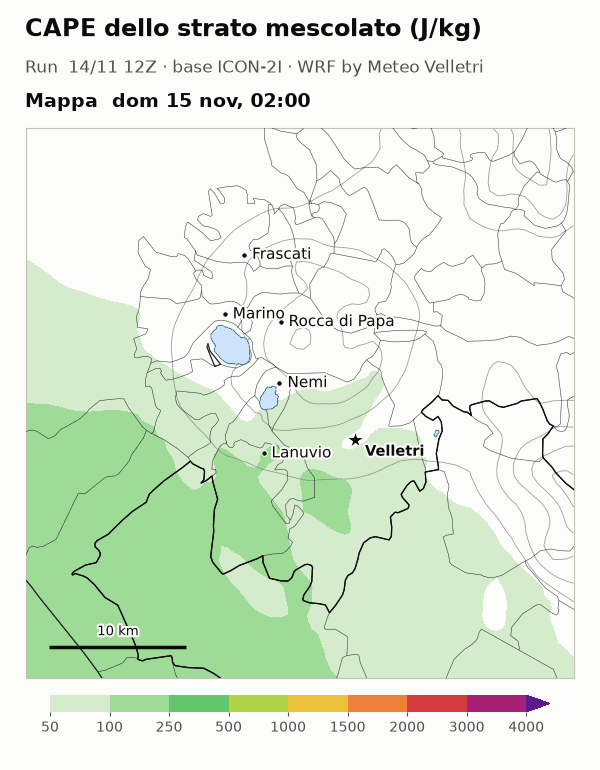 CAPE dello strato mescolato (J/kg)
Run  14/11 12Z · base ICON-2I · WRF by Meteo Velletri
Mappa  dom 15 nov, 02:00
Frascati
Marino
Rocca di Papa
Nemi
Velletri
Lanuvio
10 km
50 100 250 500 1000 1500 2000 3000 4000